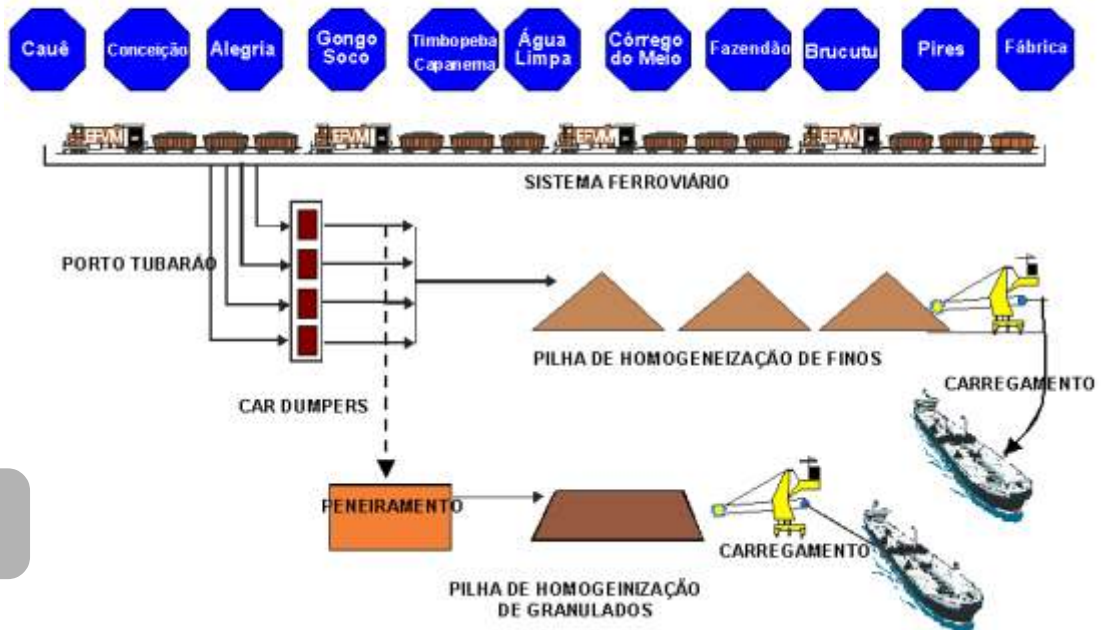 Cauê
Conceição
Alegria
Gongo
Soco
Timbopeba
Capanema
Água
Limpa
Córrego
do Meio
Fazendão
Brucutu
Pires
Fábrica
EFVM
EFVM
EFVM
EFVM
SISTEMA FERROVIÁRIO
PORTO TUBARÃO
PILHA DE HOMOGENEIZAÇÃO DE FINOS
CARREGAMENTO
CAR DUMPERS
PENEIRAMENTO
CARREGAMENTO
PILHA DE HOMOGEINIZAÇÃO
DE GRANULADOS